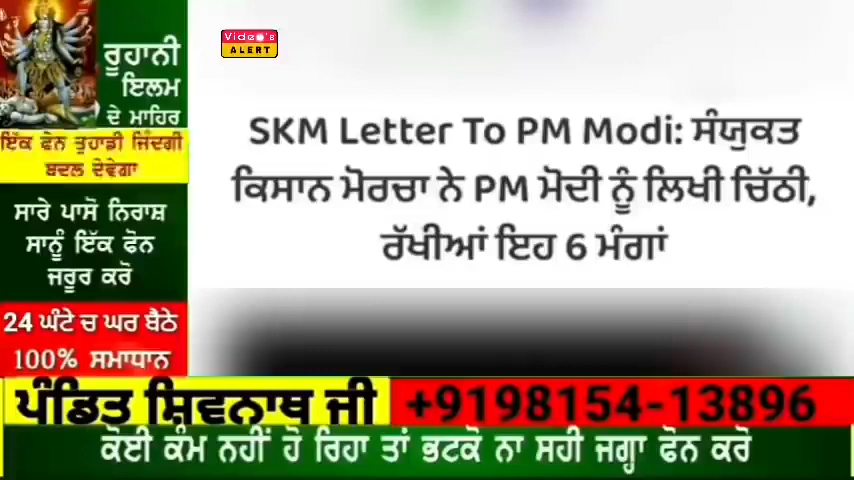 Video's
ALERT
ਰੂਹਾਨੀ
ਇਲਮ
ਦੇ ਮਾਹਿਰ
ਇੱਕ ਫੋਨ ਤੁਹਾਡੀ ਜਿੰਦਗੀ
ਬਦਲ ਦੇਵੇਗਾ
ਸਾਰੇ ਪਾਸੋ ਨਿਰਾਸ਼
ਸਾਨੂੰ ਇੱਕ ਫੋਨ
ਜਰੂਰ ਕਰੋ
24 ਘੰਟੇ ਚ ਘਰ ਬੈਠੇ
100% ਸਮਾਧਾਨ
SKM Letter To PM Modi: ਸੰਯੁਕਤ
ਕਿਸਾਨ ਮੋਰਚਾ ਨੇ PM ਮੋਦੀ ਨੂੰ ਲਿਖੀ ਚਿੱਠੀ,
ਰੱਖੀਆਂ ਇਹ 6 ਮੰਗਾਂ
ਪੰਡਿਤ ਸ਼ਿਵਨਾਥ ਜੀ +9198154-13896
ਕੋਈ ਕੰਮ ਨਹੀਂ ਹੋ ਰਿਹਾ ਤਾਂ ਭਟਕੋ ਨਾ ਸਹੀ ਜਗ੍ਹਾ ਫੋਨ ਕਰੋ